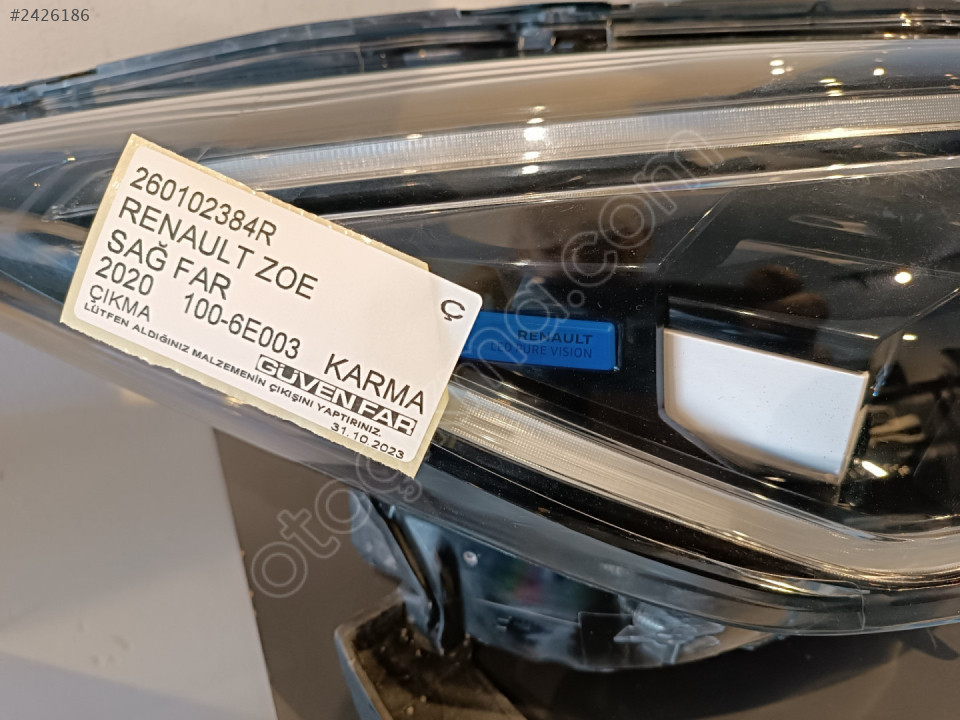 #2426186
260102384R
RENAULT ZOE
SAĞ FAR
2020 100-6E003 KARMA
ÇIKMA Ç
GÜVEN FAR
LÜTFEN ALDIĞINIZ MALZEMENİN ÇIKIŞINI YAPTIRINIZ.
31.10.2023
RENAULT
LED PURE VISION
otogonma.com